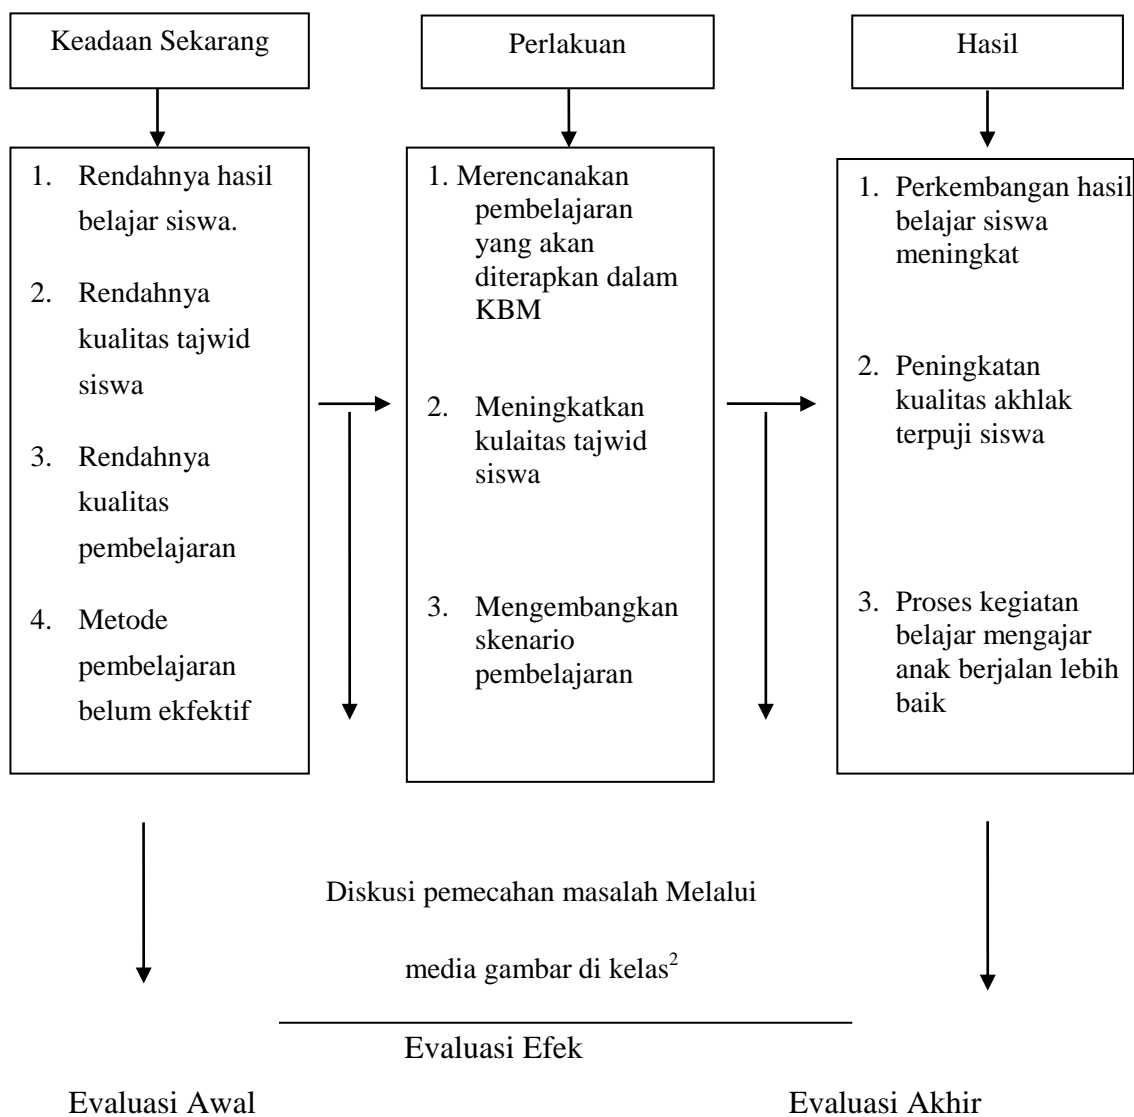 Keadaan Sekarang
Perlakuan
Hasil
1. Rendahnya hasil
belajar siswa.
2. Rendahnya
kualitas tajwid
siswa
3. Rendahnya
kualitas
pembelajaran
4. Metode
pembelajaran
belum ekfektif
1. Merencanakan
pembelajaran
yang akan
diterapkan dalam
KBM
2. Meningkatkan
kulaitas tajwid
siswa
3. Mengembangkan
skenario
pembelajaran
1. Perkembangan hasil
belajar siswa
meningkat
2. Peningkatan
kualitas akhlak
terpuji siswa
3. Proses kegiatan
belajar mengajar
anak berjalan lebih
baik
Diskusi pemecahan masalah Melalui
media gambar di kelas²
Evaluasi Efek
Evaluasi Awal
Evaluasi Akhir